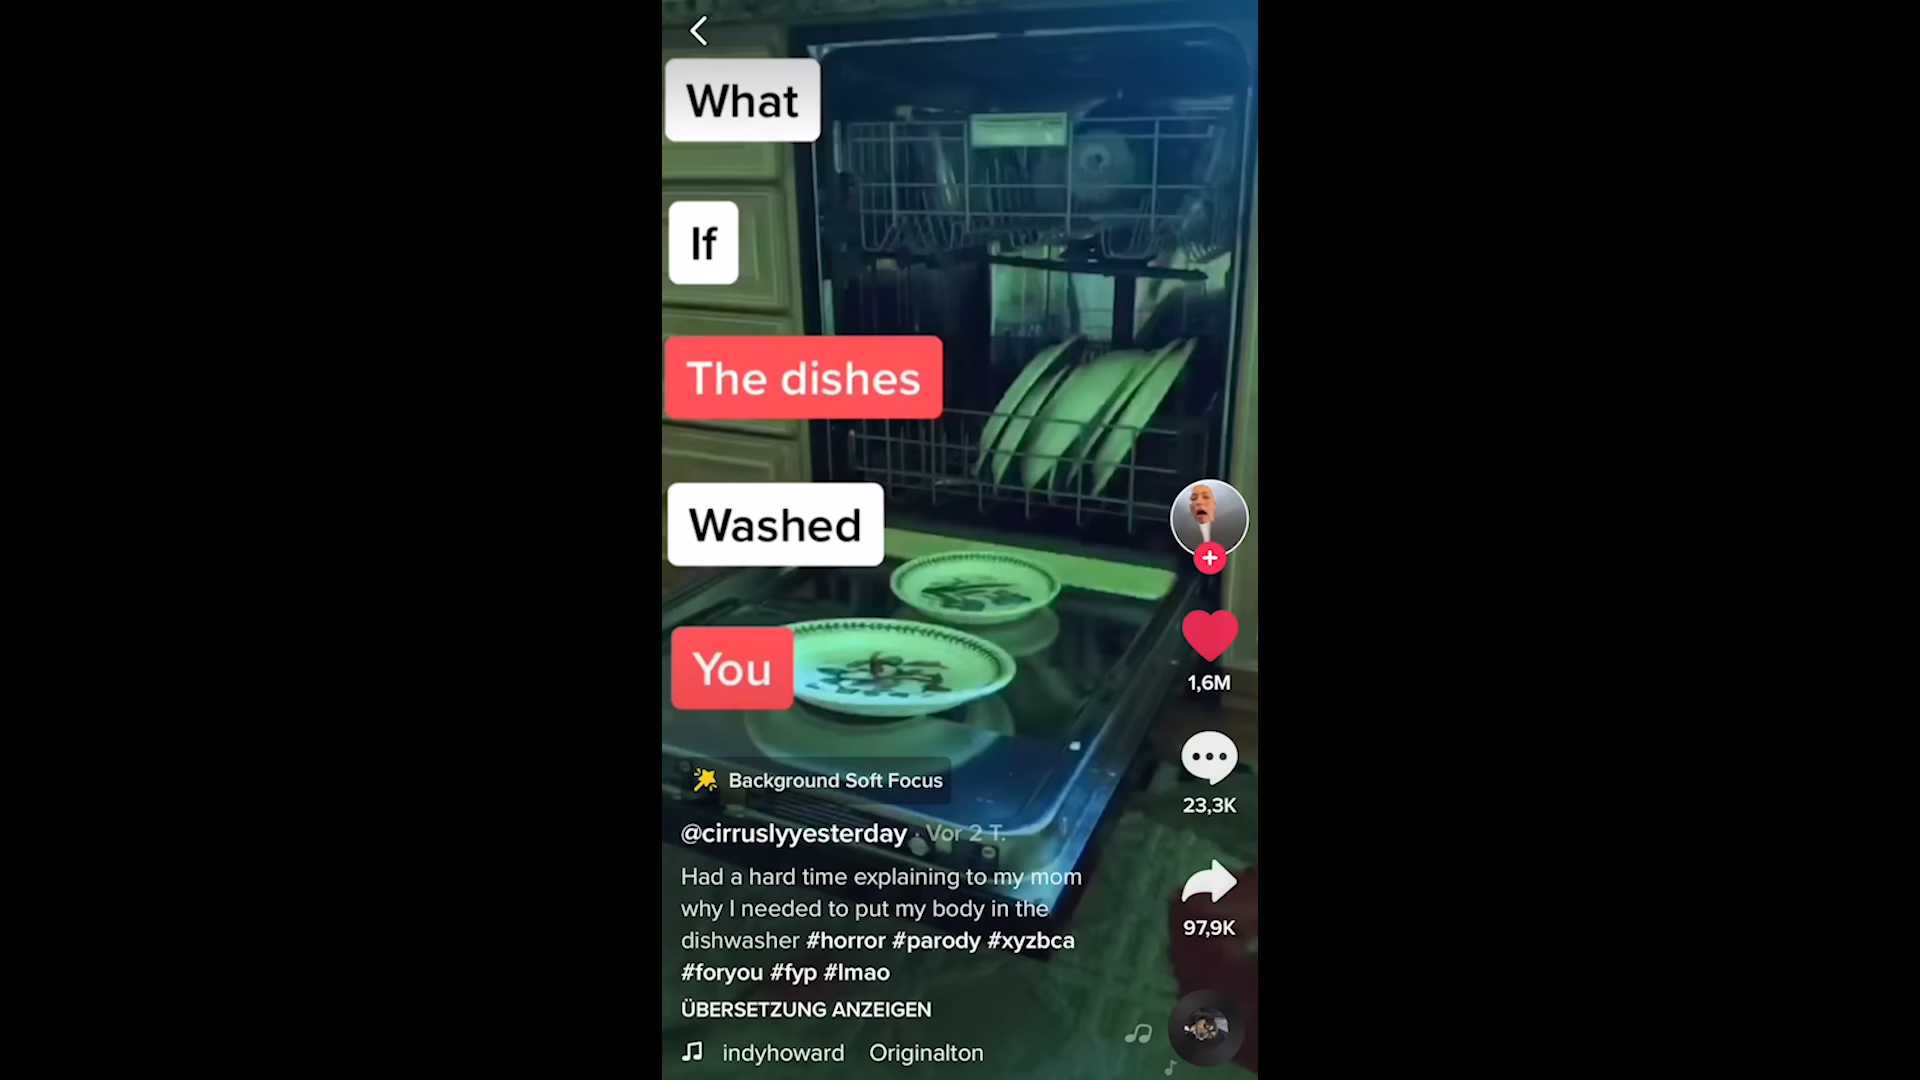 What
If
The dishes
Washed
You
Background Soft Focus
@cirruslyyesterday · Vor 2 T.
Had a hard time explaining to my mom
why I needed to put my body in the
dishwasher #horror #parody #xyzbca
#foryou #fyp #lmao
ÜBERSETZUNG ANZEIGEN
indyhoward Originalton
1,6M
23,3K
97,9K